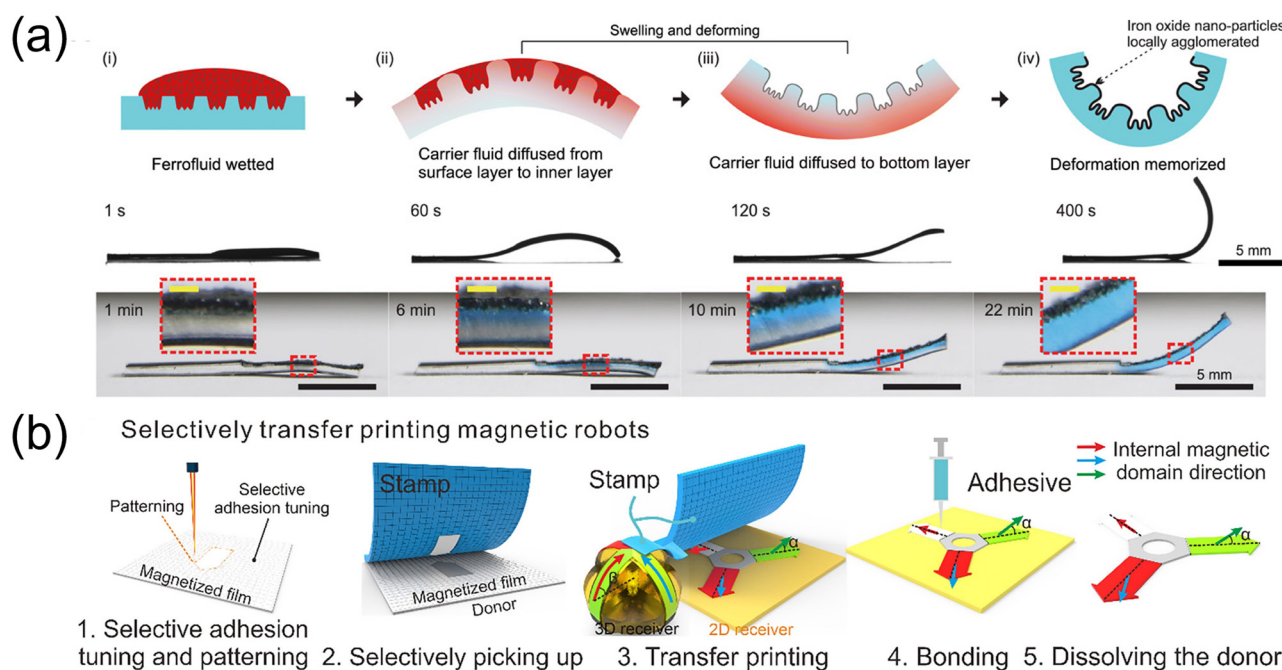 (a)
Swelling and deforming
Iron oxide nano-particles
locally agglomerated
(i)
(ii)
(iii)
(iv)
Ferrofluid wetted
Carrier fluid diffused from
surface layer to inner layer
Carrier fluid diffused to bottom layer
Deformation memorized
1 s
60 s
120 s
400 s
5 mm
1 min
6 min
10 min
22 min
5 mm
(b)
Selectively transfer printing magnetic robots
Patterning
Selective
adhesion tuning
Magnetized film
1. Selective adhesion
tuning and patterning
Stamp
Magnetized film
Donor
2. Selectively picking up
Stamp
β
α
3D receiver
2D receiver
3. Transfer printing
Adhesive
α
4. Bonding
Internal magnetic
domain direction
α
5. Dissolving the donor